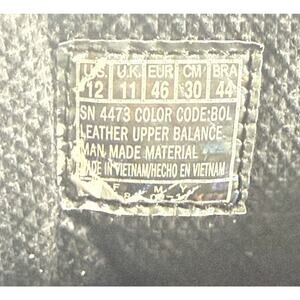 U.S. U.K. EUR CM BRA
12 11 46 30 44
SN 4473 COLOR CODE:BOL
LEATHER UPPER BALANCE
MAN MADE MATERIAL
MADE IN VIETNAM/HECHO EN VIETNAM
F M Y